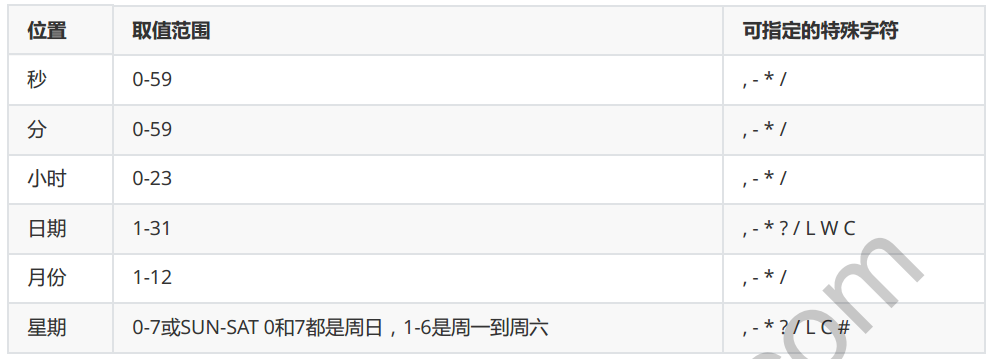 位置 取值范围 可指定的特殊字符
秒 0-59 , - * /
分 0-59 , - * /
小时 0-23 , - * /
日期 1-31 , - * ? / L W C
月份 1-12 , - * /
星期 0-7或SUN-SAT 0和7都是周日，1-6是周一到周六 , - * ? / L C #
com